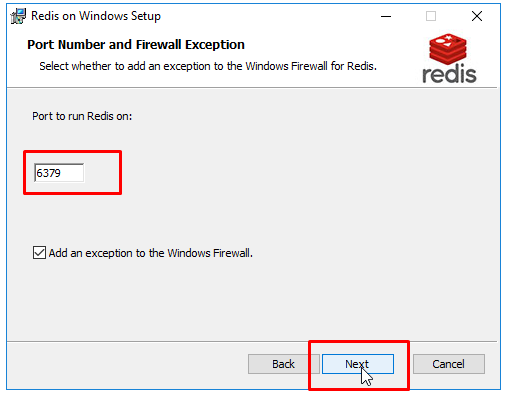 Redis on Windows Setup
Port Number and Firewall Exception
Select whether to add an exception to the Windows Firewall for Redis.
redis
Port to run Redis on:
6379
Add an exception to the Windows Firewall.
Back Next Cancel